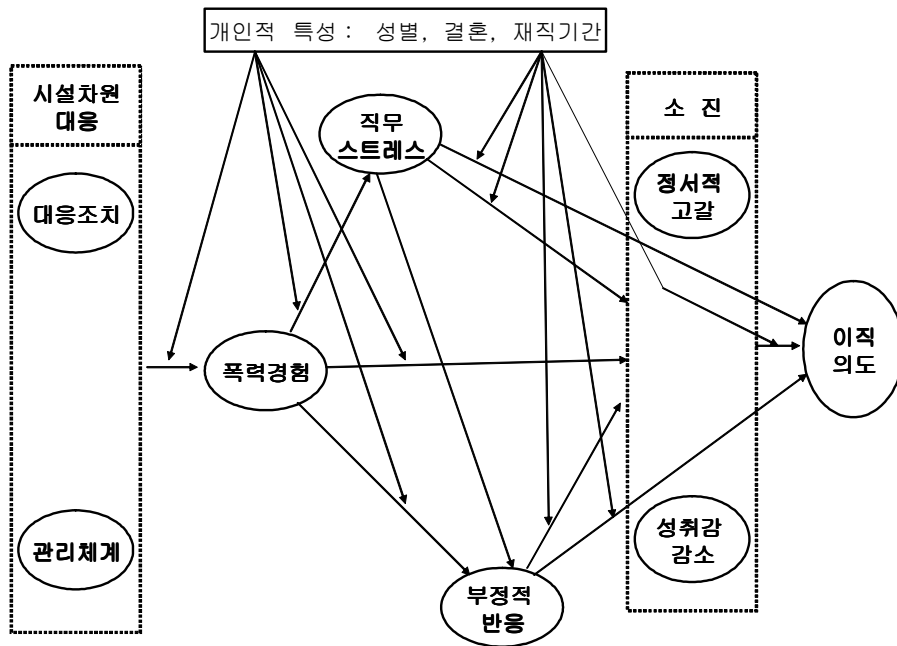 개인적 특성 : 성별, 결혼, 재직기간
시설차원
대응
직무
스트레스
소 진
대응조치
정서적
고갈
폭력경험
이직
의도
관리체계
성취감
감소
부정적
반응